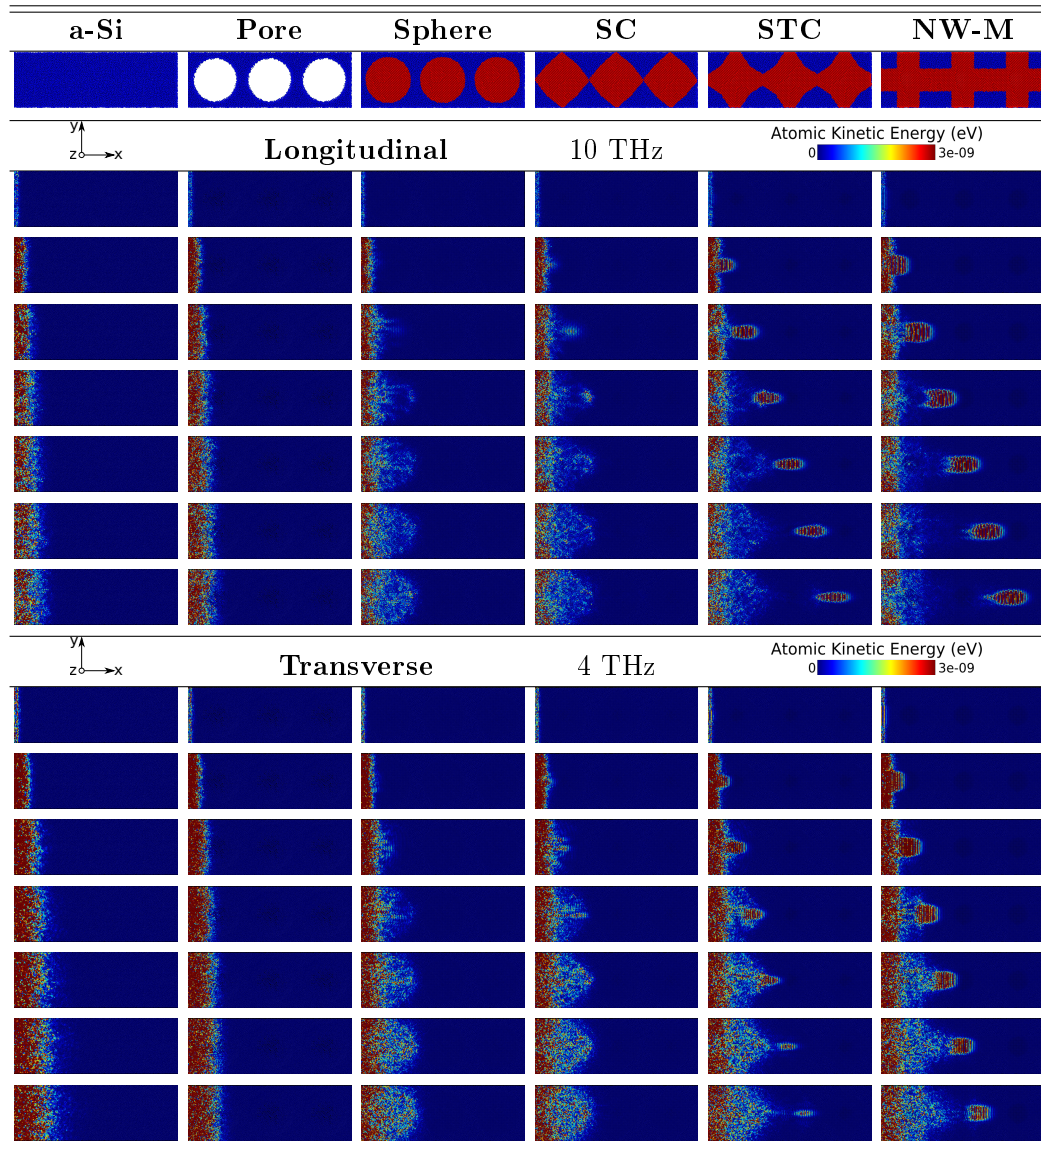 a-Si Pore Sphere SC STC NW-M
y
z x
Longitudinal 10 THz
Atomic Kinetic Energy (eV)
0 3e-09
y
z x
Transverse 4 THz
Atomic Kinetic Energy (eV)
0 3e-09